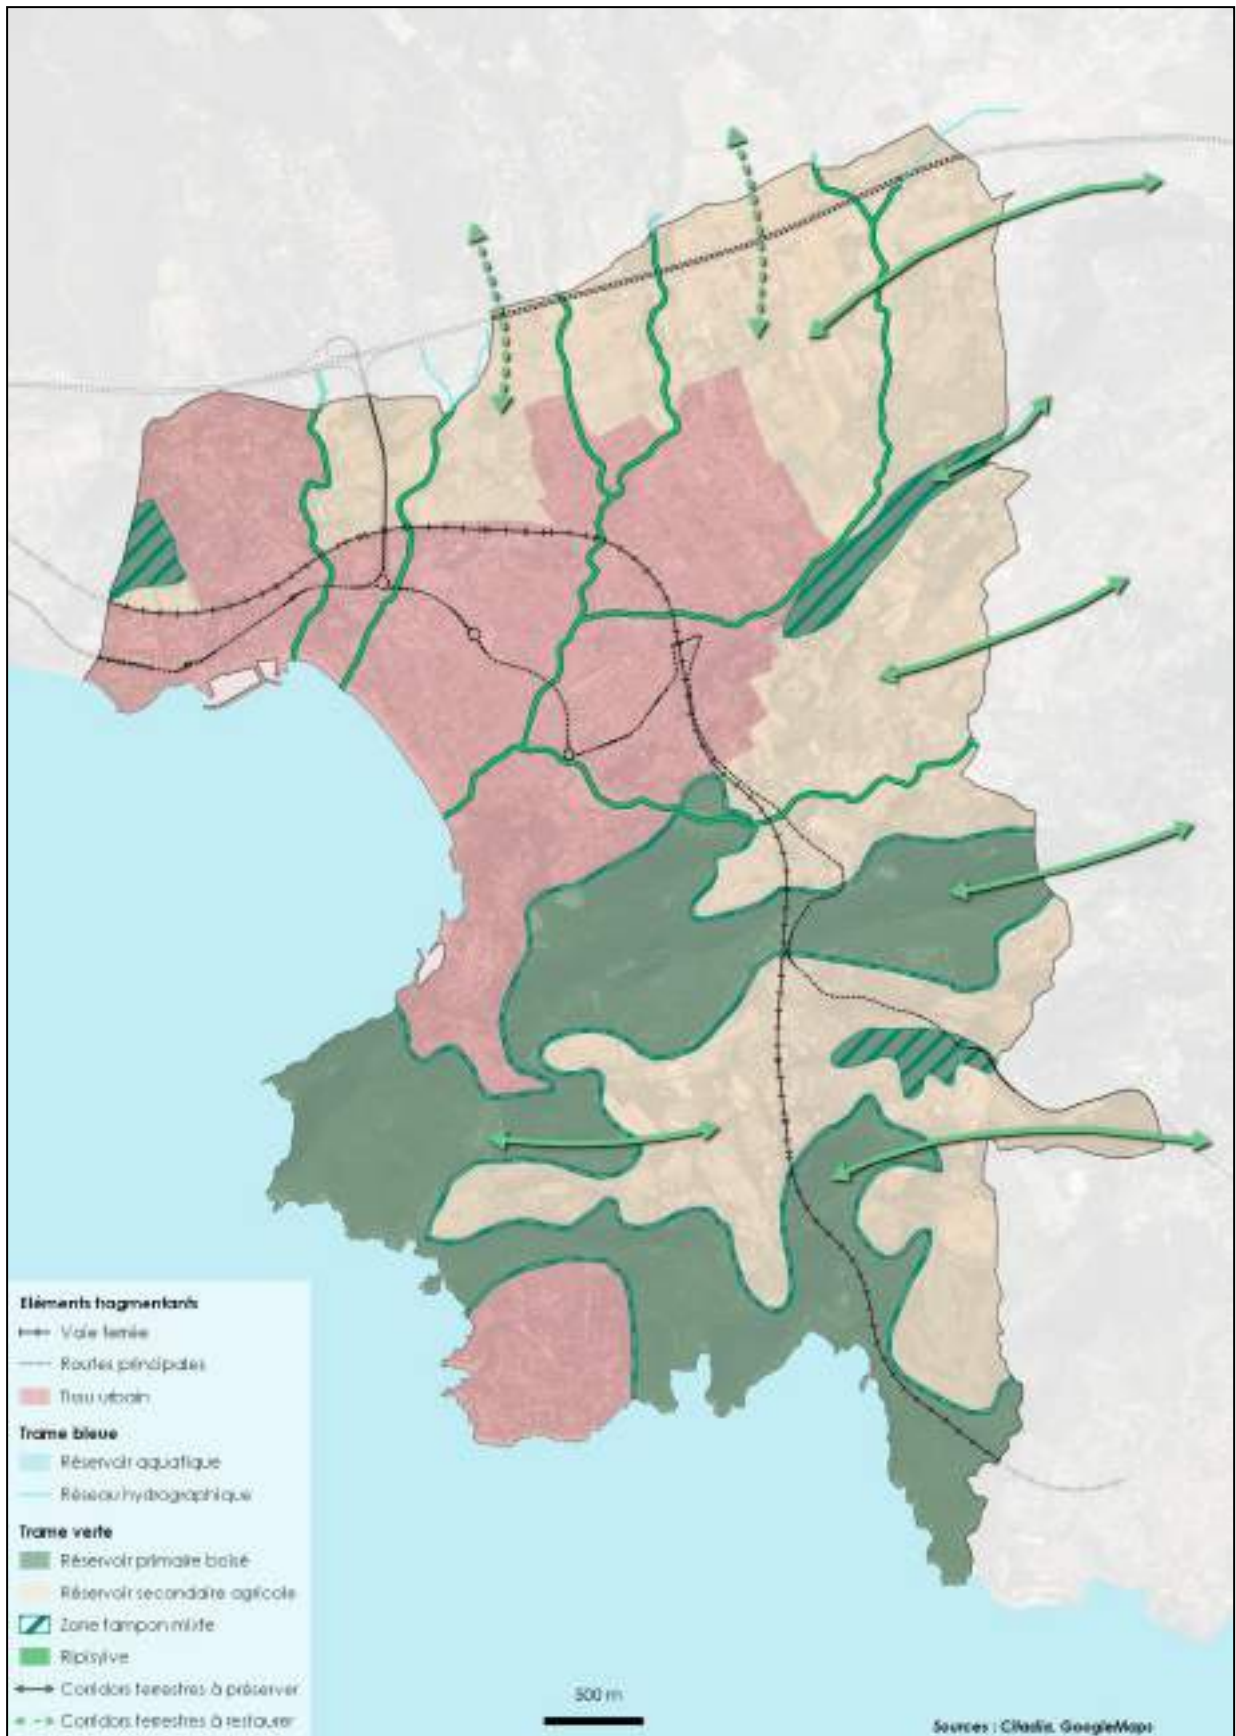 Eléments fragmentants
Voie ferrée
Routes principales
Tissu urbain
Trame bleue
Réservoir aquatique
Réseau hydrographique
Trame verte
Réservoir primaire boisé
Réservoir secondaire agricole
Zone tampon mixte
Ripisylve
Corridors terrestres à préserver
Corridors terrestres à restaurer
500 m
Sources : Citadia, GoogleMaps